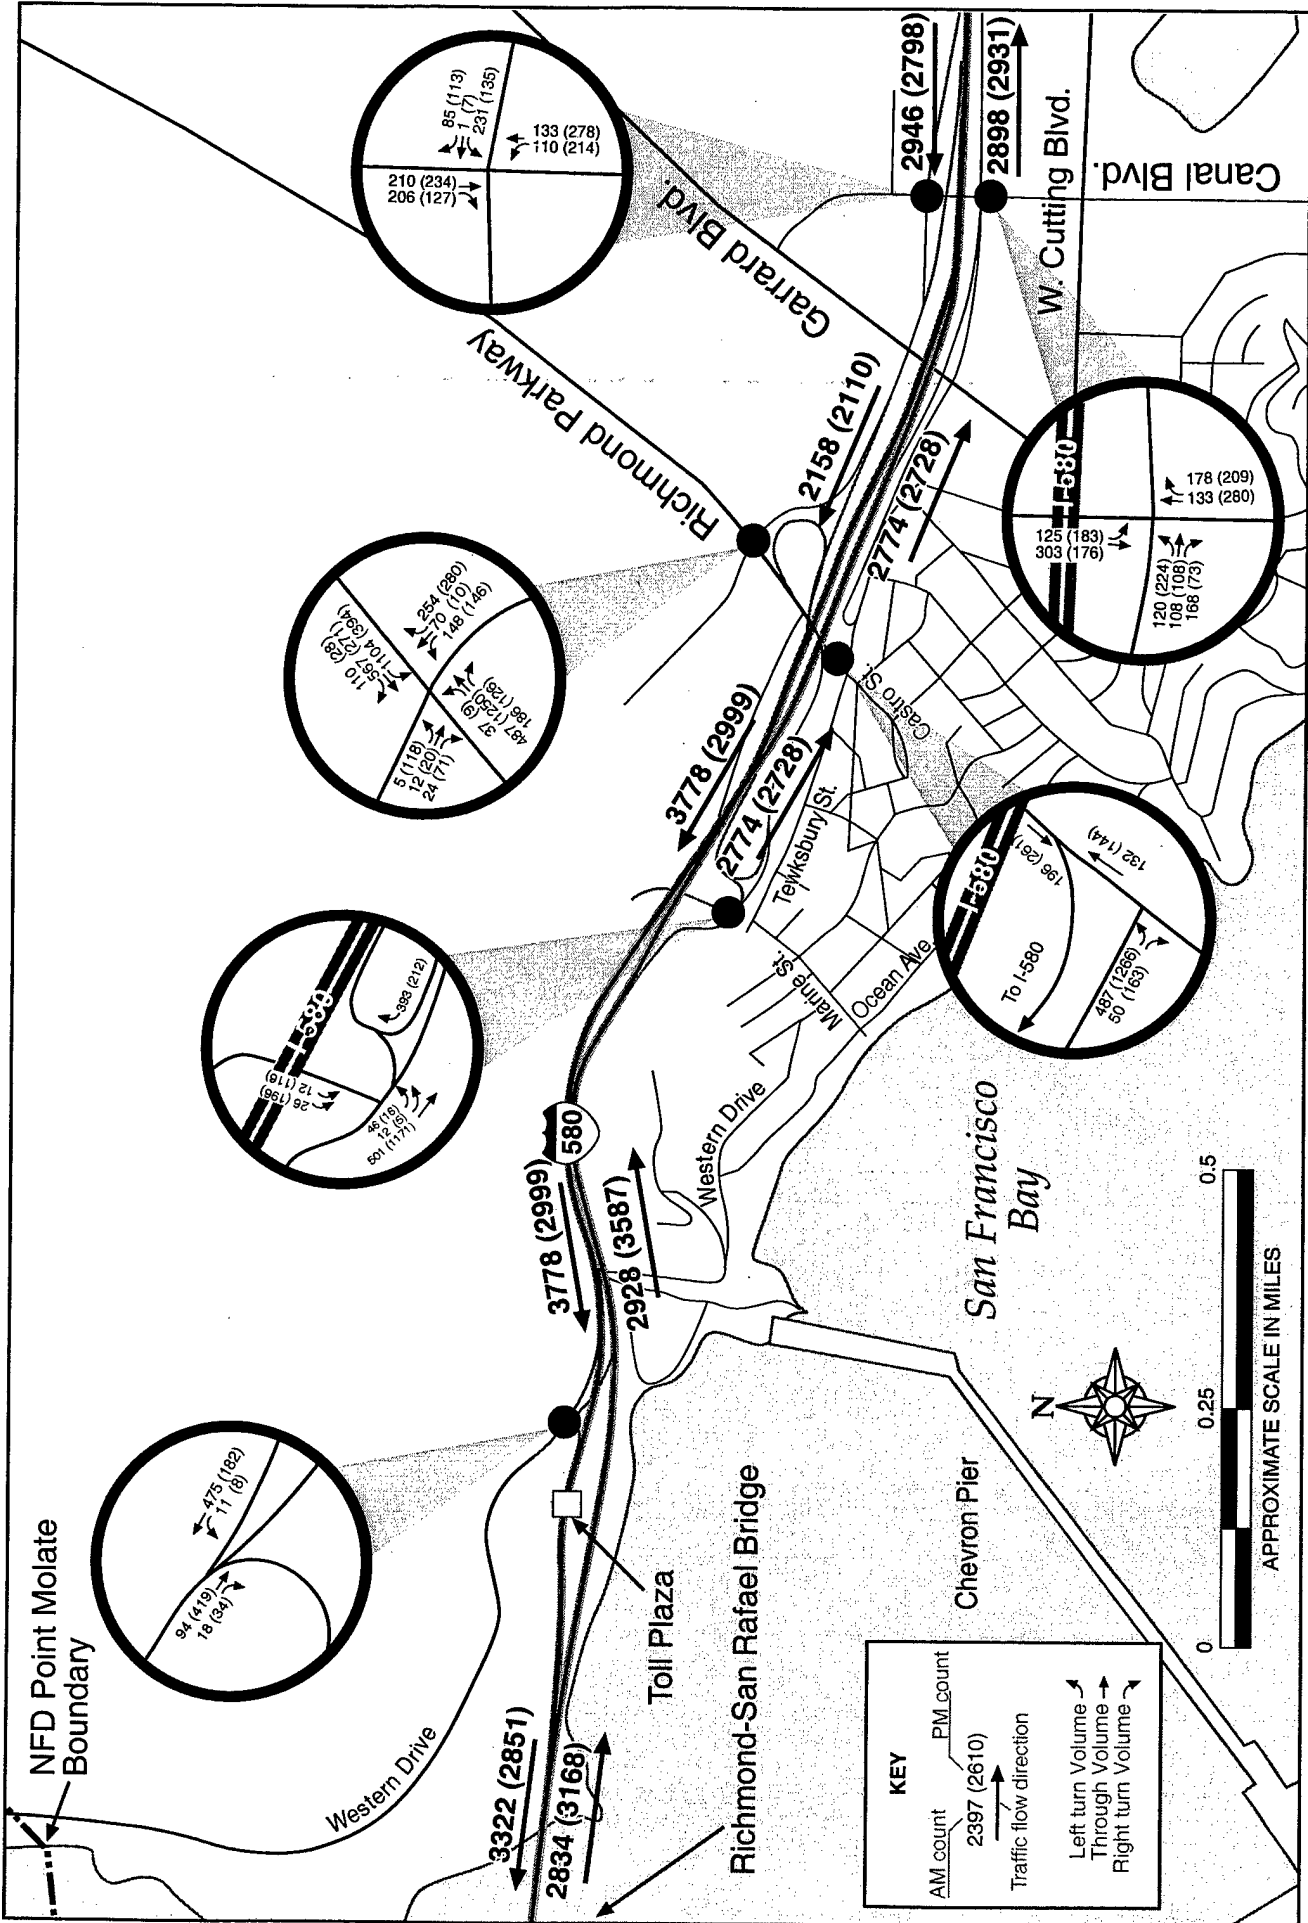 NFD Point Molate
Boundary
Western Drive
3322 (2851)
2834 (3168)
Richmond-San Rafael Bridge
Toll Plaza
94 (419)
18 (34)
475 (182)
11 (8)
3778 (2999)
2928 (3587)
580
Western Drive
I-580
26 (196)
12 (116)
46 (18)
12 (5)
501 (1171)
393 (212)
Marine St.
Ocean Ave.
Tewksbury St.
Castro St.
3778 (2999)
2774 (2728)
110 (28)
567 (271)
1104 (394)
254 (280)
70 (10)
148 (146)
5 (118)
12 (20)
24 (71)
37 (9)
487 (1250)
186 (126)
Richmond Parkway
Garrard Blvd.
2158 (2110)
2774 (2728)
85 (113)
1 (7)
231 (135)
210 (234)
206 (127)
133 (278)
110 (214)
2946 (2798)
2898 (2931)
W. Cutting Blvd.
Canal Blvd.
I-580
To I-580
196 (261)
132 (144)
487 (1266)
50 (163)
I-580
125 (183)
303 (176)
120 (224)
108 (108)
168 (73)
178 (209)
133 (280)
San Francisco
Bay
Chevron Pier
N
0
0.25
0.5
APPROXIMATE SCALE IN MILES
KEY
AM count
PM count
2397 (2610)
Traffic flow direction
Left turn Volume
Through Volume
Right turn Volume